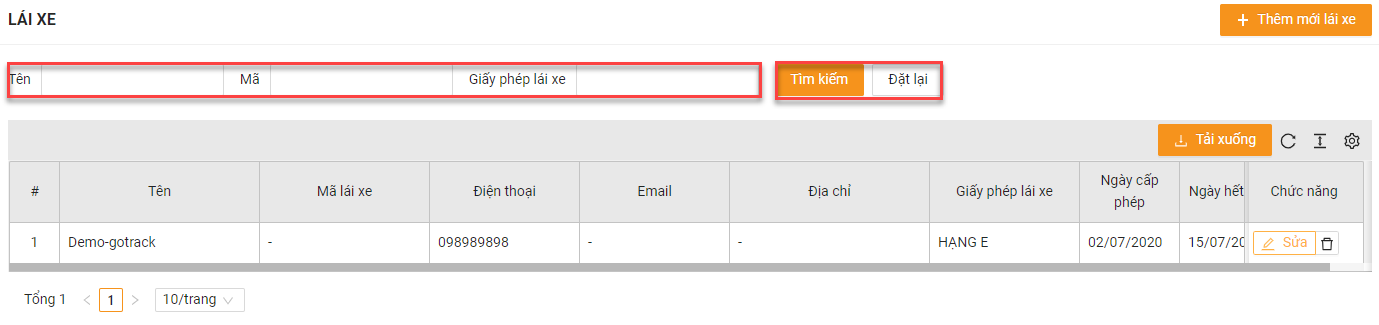 LÁI XE
+ Thêm mới lái xe
Tên Mã Giấy phép lái xe Tìm kiếm Đặt lại
Tải xuống
# Tên Mã lái xe Điện thoại Email Địa chỉ Giấy phép lái xe Ngày cấp phép Ngày hết Chức năng
1 Demo-gotrack - 098989898 - - HẠNG E 02/07/2020 15/07/20 Sửa
Tổng 1 < 1 > 10/trang